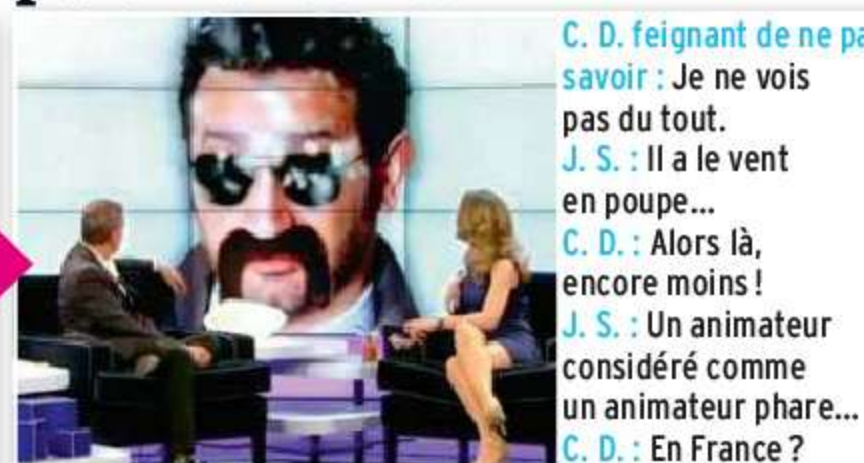 C. D. feignant de ne pa
savoir : Je ne vois
pas du tout.
J. S. : Il a le vent
en poupe...
C. D. : Alors là,
encore moins !
J. S. : Un animateur
considéré comme
un animateur phare...
C. D. : En France ?